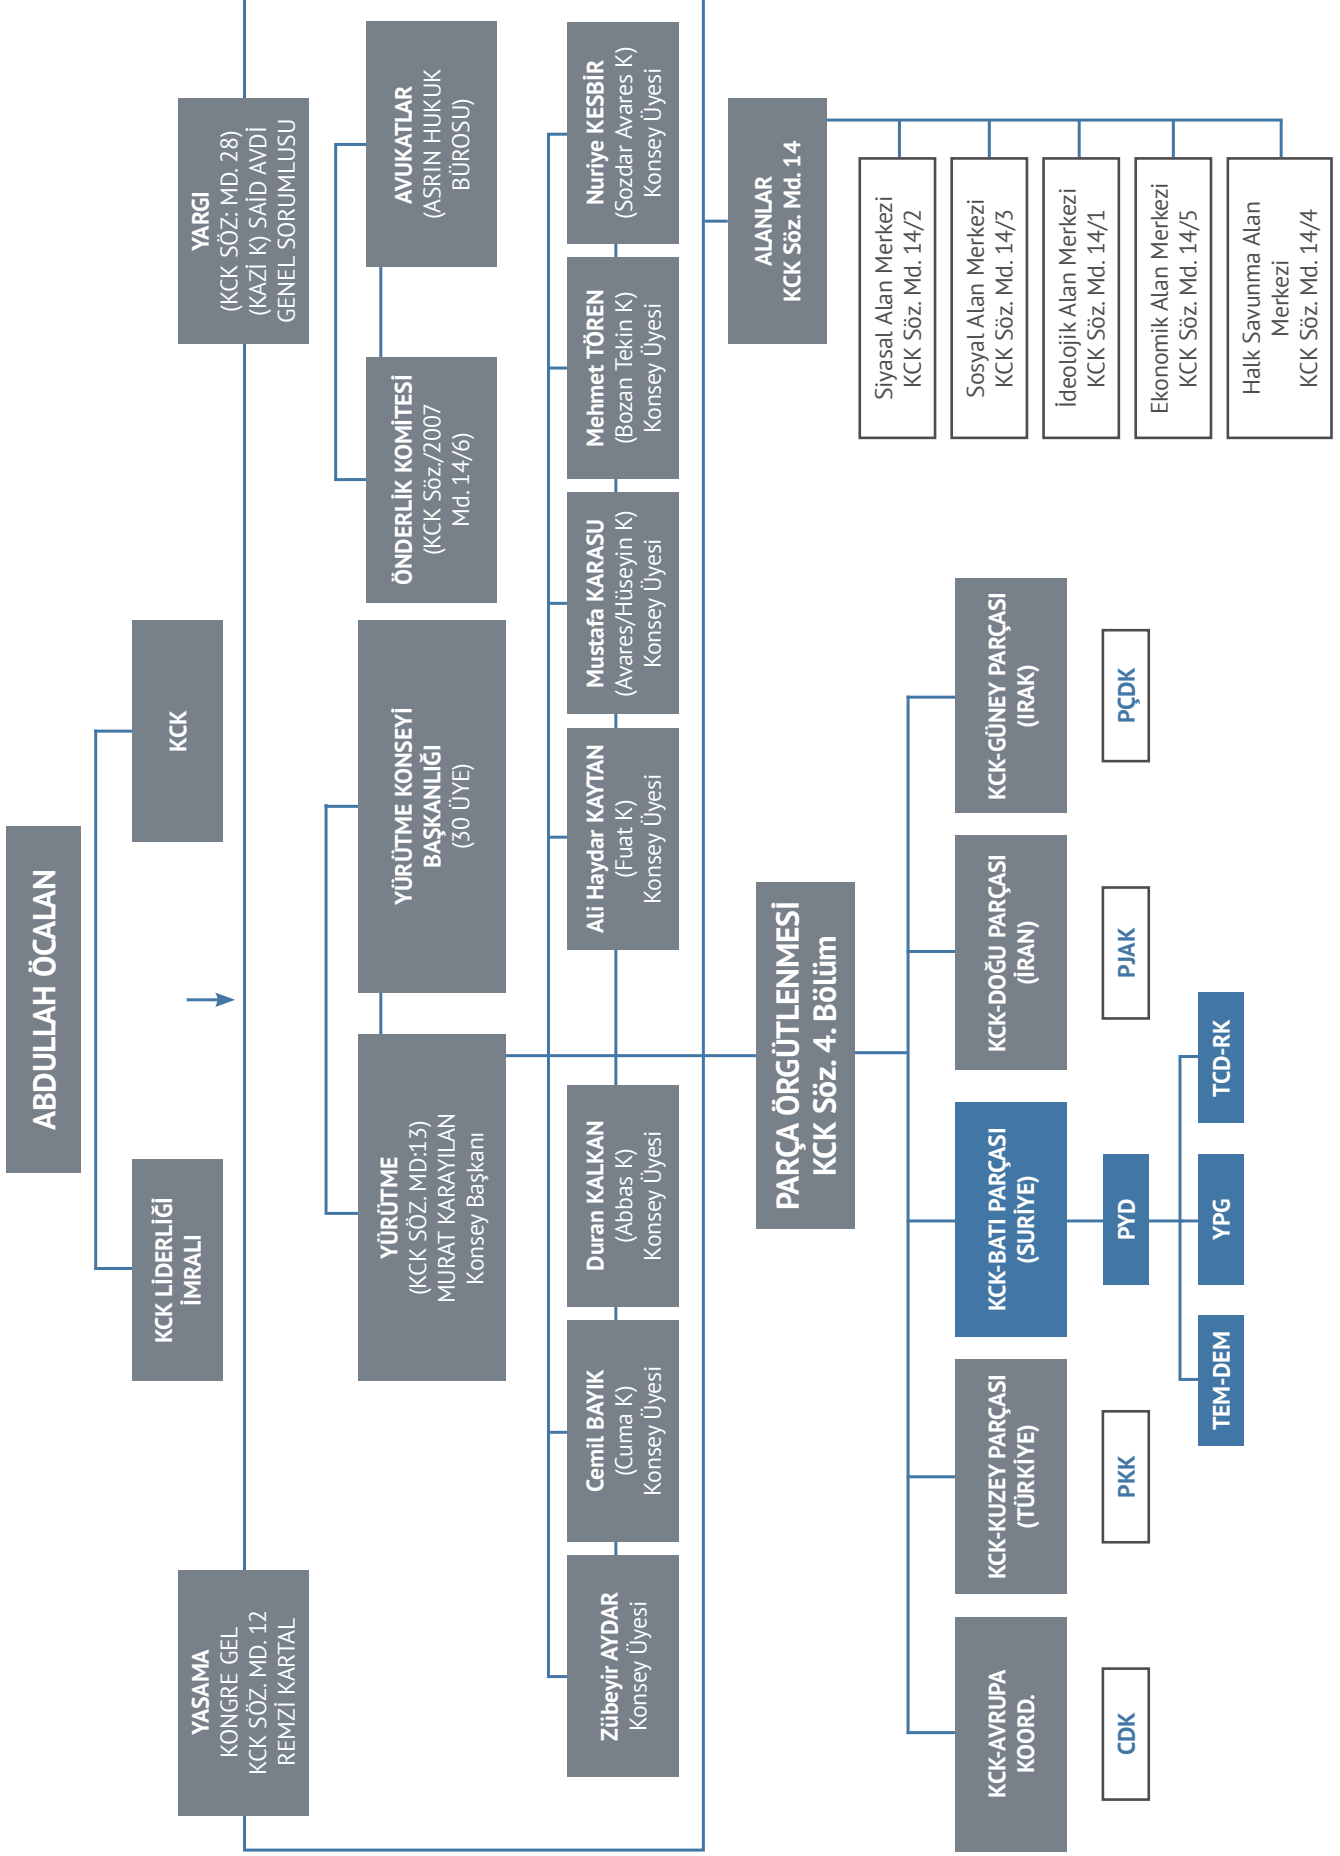 ABDULLAH ÖCALAN
KCK LİDERLİĞİ
İMRALI
KCK
YASAMA
KONGRE GEL
KCK SÖZ. MD. 12
REMZİ KARTAL
YARGI
(KCK SÖZ: MD. 28)
(KAZİ K) SAİD AVDİ
GENEL SORUMLUSU
YÜRÜTME
(KCK SÖZ. MD:13)
MURAT KARAYILAN
Konsey Başkanı
YÜRÜTME KONSEYİ
BAŞKANLIĞI
(30 ÜYE)
ÖNDERLİK KOMİTESİ
(KCK Söz./2007
Md. 14/6)
AVUKATLAR
(ASRIN HUKUK
BÜROSU)
Zübeyir AYDAR
Konsey Üyesi
Cemil BAYIK
(Cuma K)
Konsey Üyesi
Duran KALKAN
(Abbas K)
Konsey Üyesi
Ali Haydar KAYTAN
(Fuat K)
Konsey Üyesi
Mustafa KARASU
(Avares/Hüseyin K)
Konsey Üyesi
Mehmet TÖREN
(Bozan Tekin K)
Konsey Üyesi
Nuriye KESBİR
(Sozdar Avares K)
Konsey Üyesi
PARÇA ÖRGÜTLENMESİ
KCK Söz. 4. Bölüm
ALANLAR
KCK Söz. Md. 14
Siyasal Alan Merkezi
KCK Söz. Md. 14/2
Sosyal Alan Merkezi
KCK Söz. Md. 14/3
İdeolojik Alan Merkezi
KCK Söz. Md. 14/1
Ekonomik Alan Merkezi
KCK Söz. Md. 14/5
Halk Savunma Alan
Merkezi
KCK Söz. Md. 14/4
KCK-AVRUPA
KOORD.
KCK-KUZEY PARÇASI
(TÜRKİYE)
KCK-BATI PARÇASI
(SURİYE)
KCK-DOĞU PARÇASI
(İRAN)
KCK-GÜNEY PARÇASI
(IRAK)
CDK
PKK
PYD
PJAK
PÇDK
TEM-DEM
YPG
TCD-RK